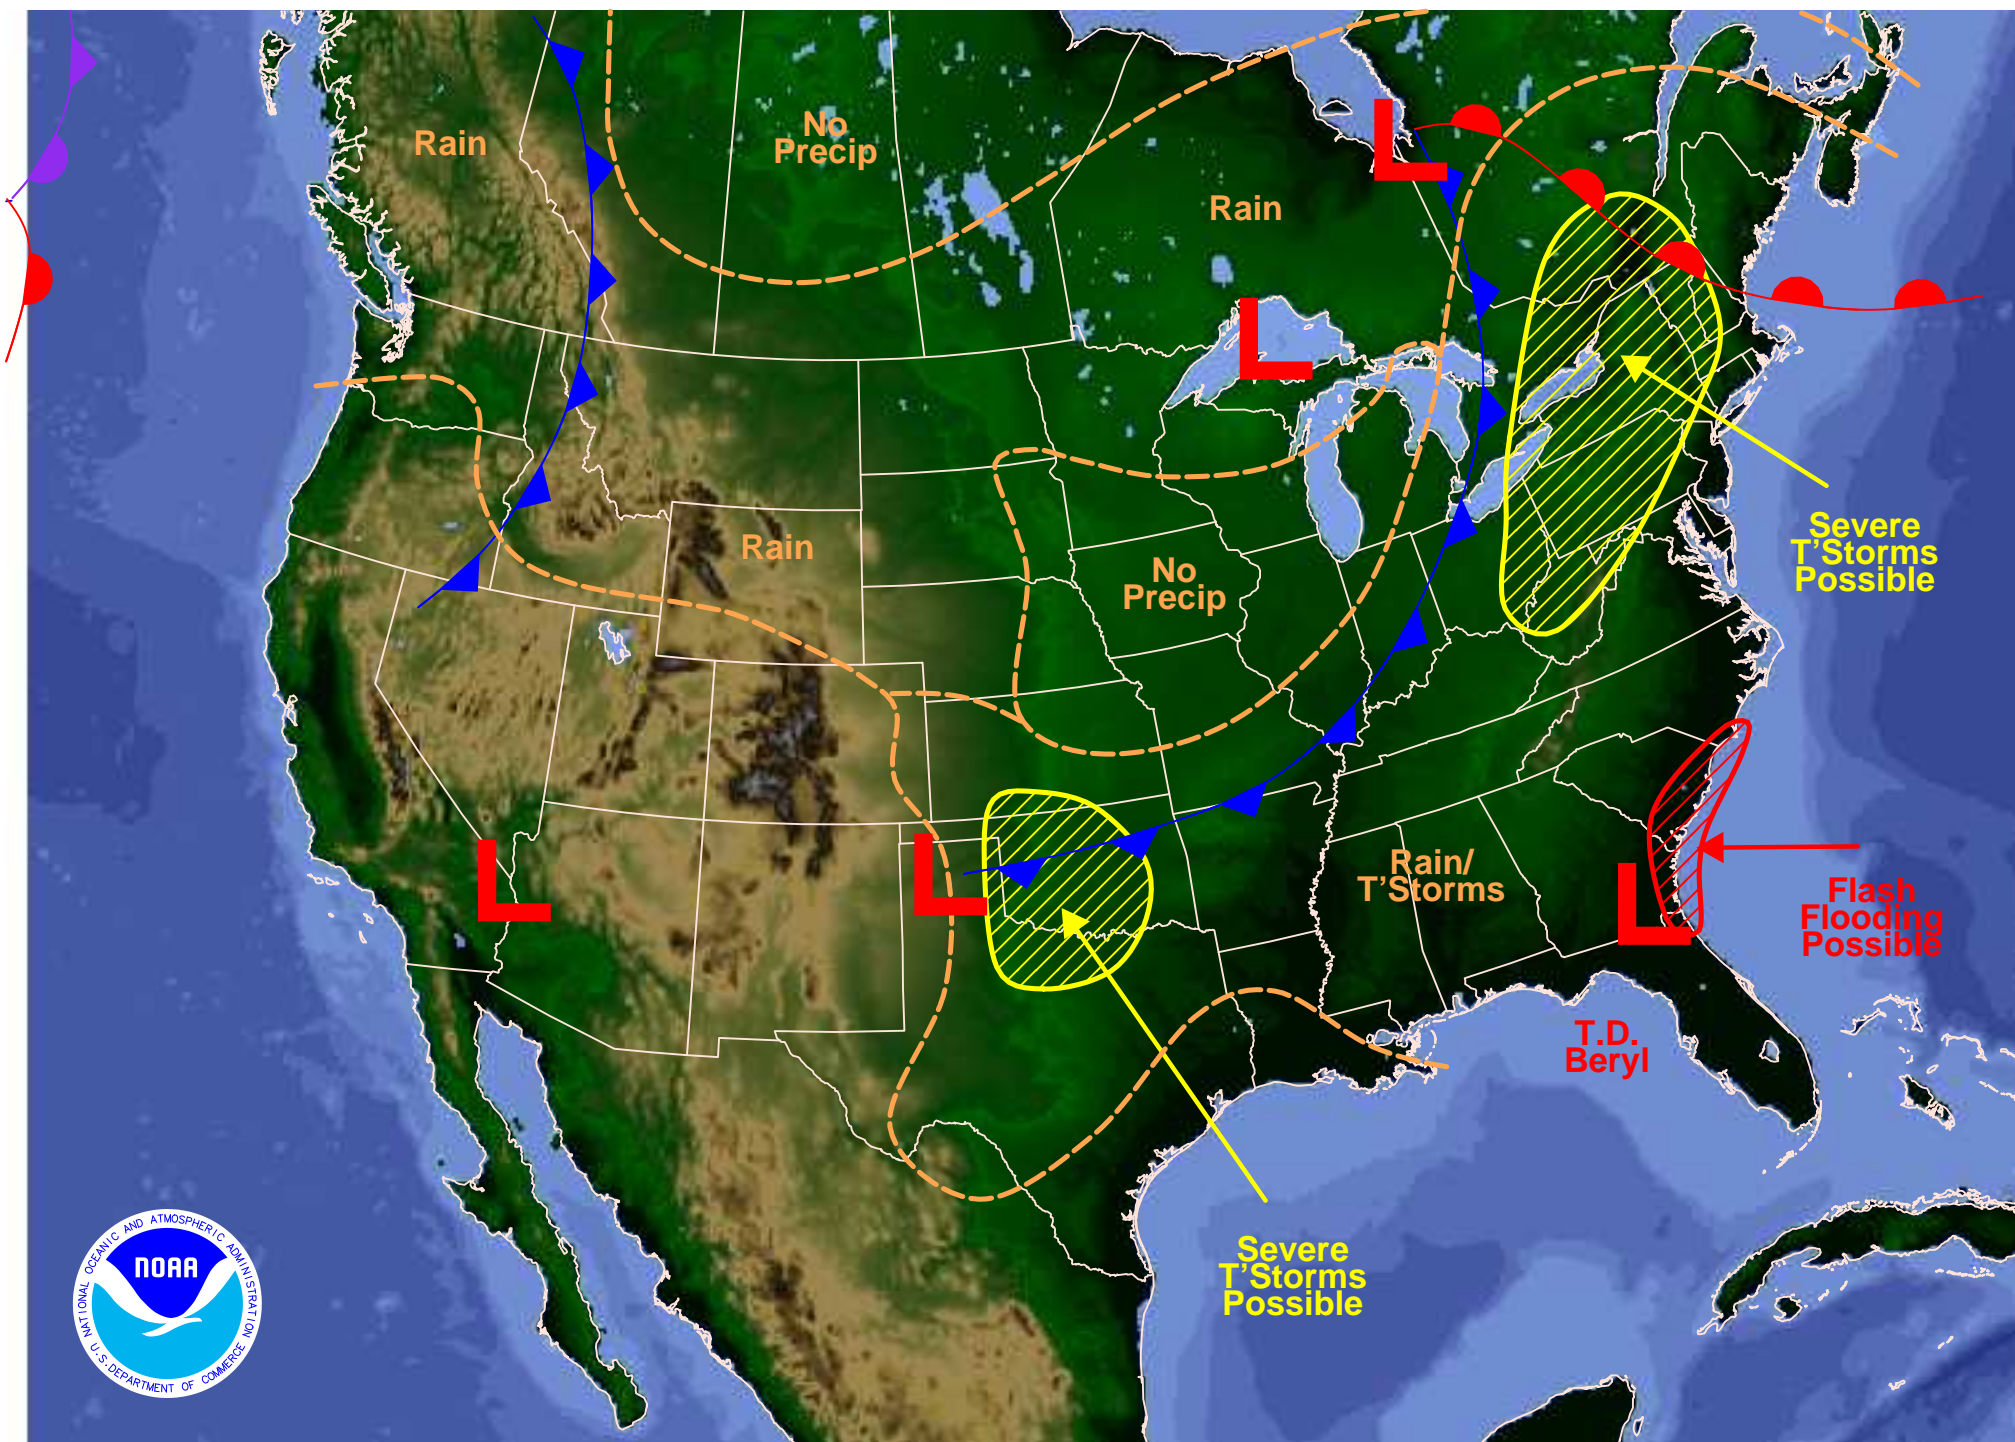 No
Precip
Rain
Rain
Rain
No
Precip
Severe
T'Storms
Possible
Rain/
T'Storms
Flash
Flooding
Possible
T.D.
Beryl
Severe
T'Storms
Possible
L
L
L
L
L
NATIONAL OCEANIC AND ATMOSPHERIC ADMINISTRATION
NOAA
U.S. DEPARTMENT OF COMMERCE